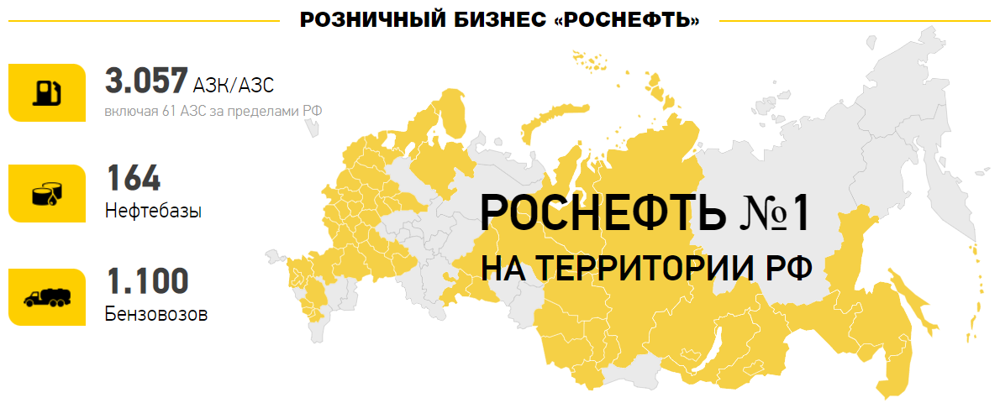 РОЗНИЧНЫЙ БИЗНЕС «РОСНЕФТЬ»
3.057 АЗК/АЗС
включая 61 АЗС за пределами РФ
164
Нефтебазы
1.100
Бензовозов
РОСНЕФТЬ №1
НА ТЕРРИТОРИИ РФ